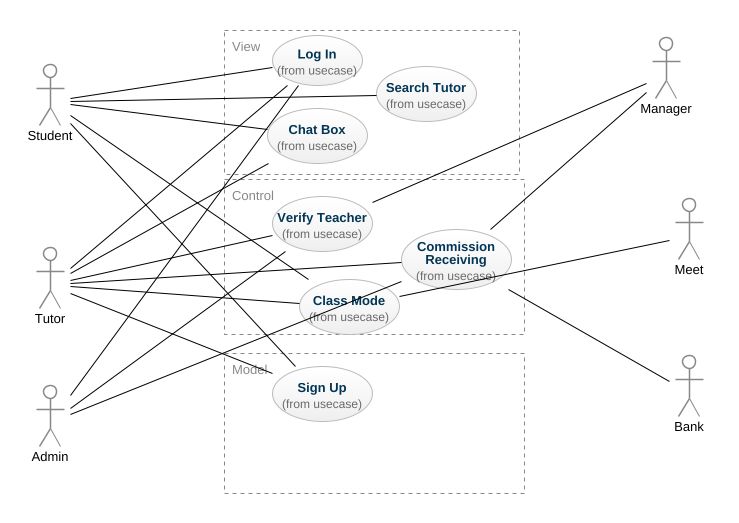 View
Log In
(from usecase)
Search Tutor
(from usecase)
Manager
Student
Chat Box
(from usecase)
Control
Verify Teacher
(from usecase)
Commission
Receiving
(from usecase)
Meet
Class Mode
(from usecase)
Tutor
Model
Sign Up
(from usecase)
Bank
Admin